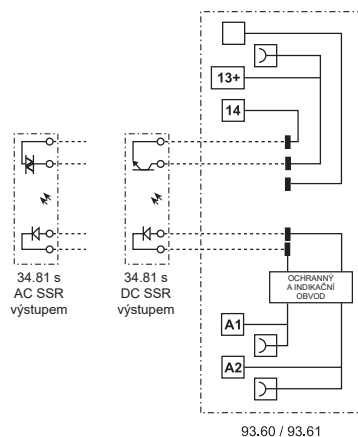 13+
14
OCHRANNÝ
A INDIKAČNÍ
OBVOD
A1
A2
34.81 s
AC SSR
výstupem
34.81 s
DC SSR
výstupem
93.60 / 93.61